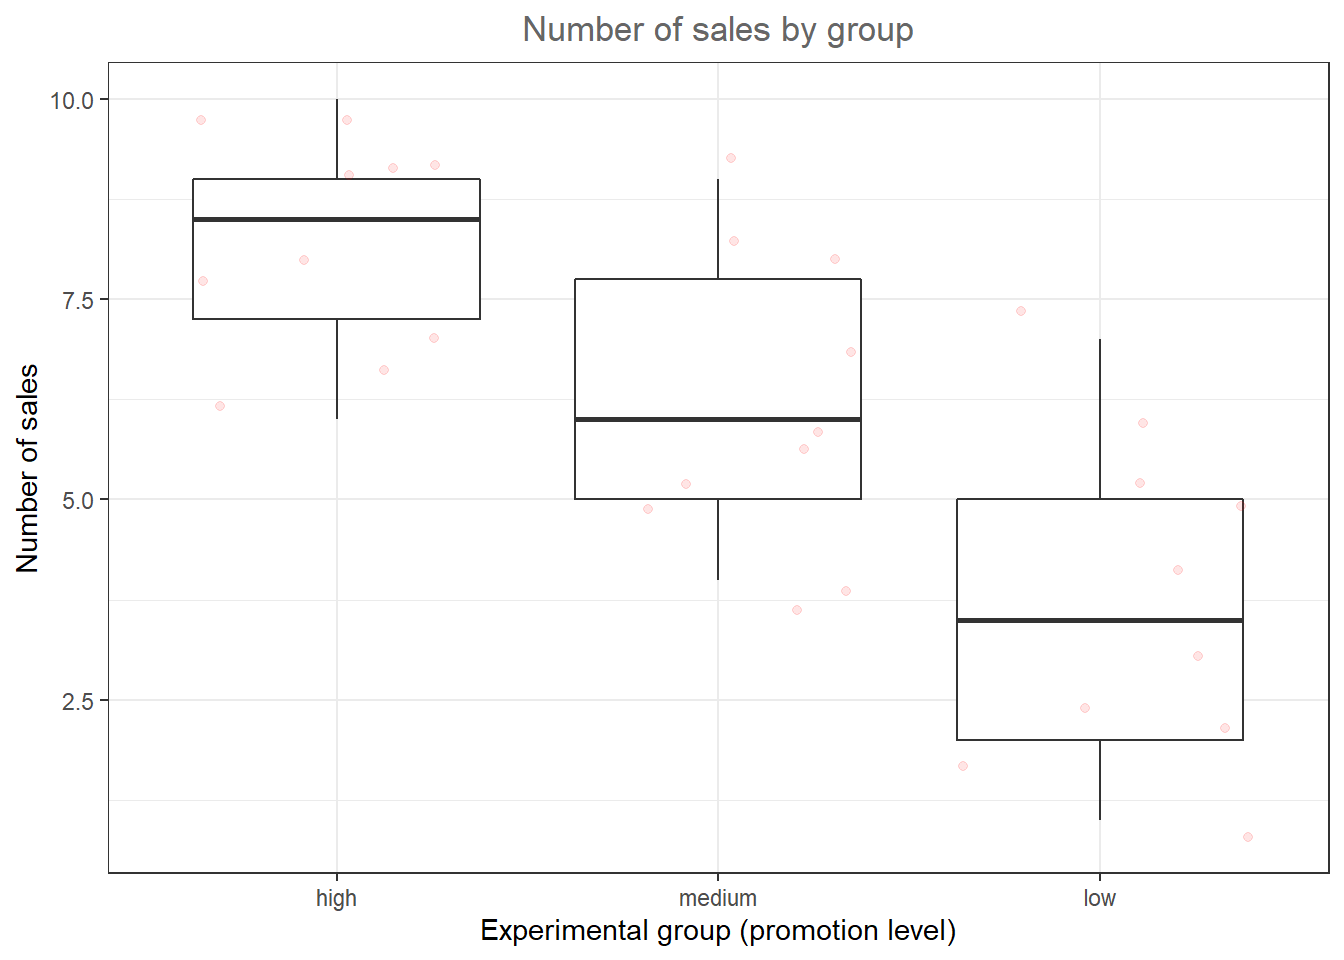 Number of sales by group
Number of sales
10.0
7.5
5.0
2.5
high
medium
low
Experimental group (promotion level)